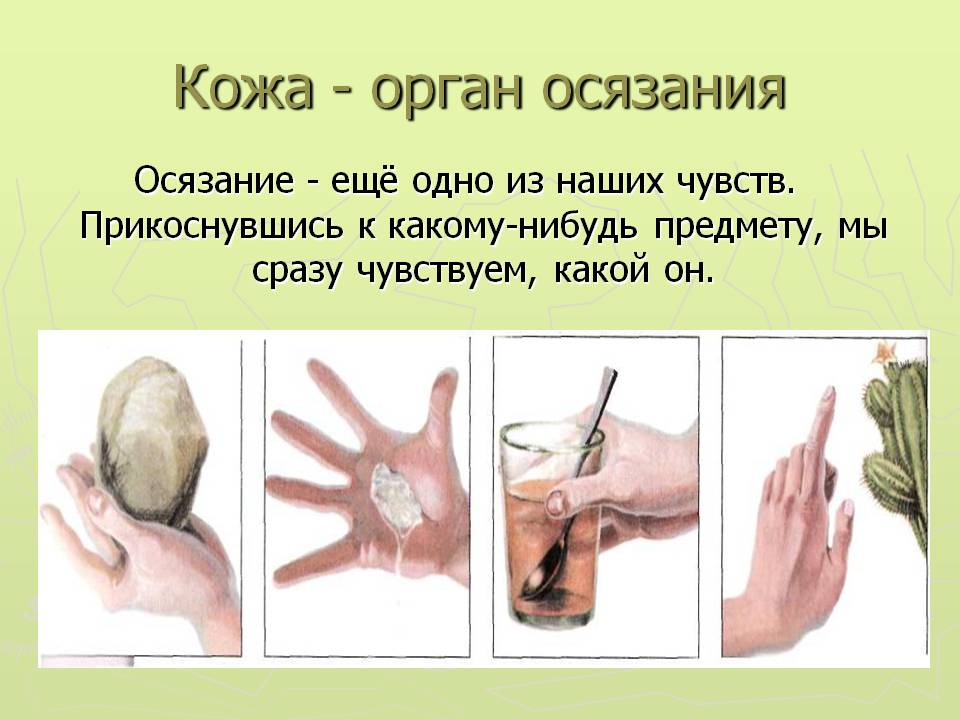 Кожа - орган осязания
Осязание - ещё одно из наших чувств.
Прикоснувшись к какому-нибудь предмету, мы
сразу чувствуем, какой он.